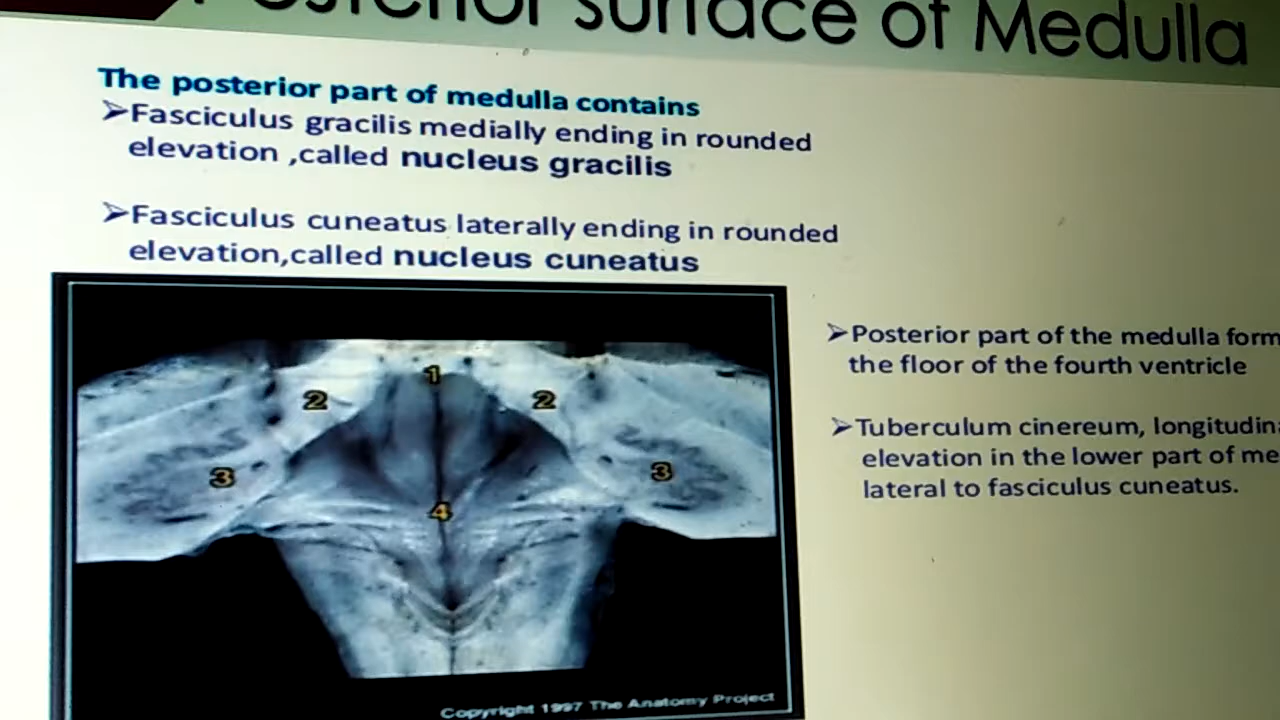 Posterior surface of Medulla
The posterior part of medulla contains
➢Fasciculus gracilis medially ending in rounded
elevation ,called nucleus gracilis
➢Fasciculus cuneatus laterally ending in rounded
elevation,called nucleus cuneatus
➢Posterior part of the medulla form
the floor of the fourth ventricle
➢Tuberculum cinereum, longitudina
elevation in the lower part of me
lateral to fasciculus cuneatus.
1
2 2
3 3
4
Copyright 1997 The Anatomy Project